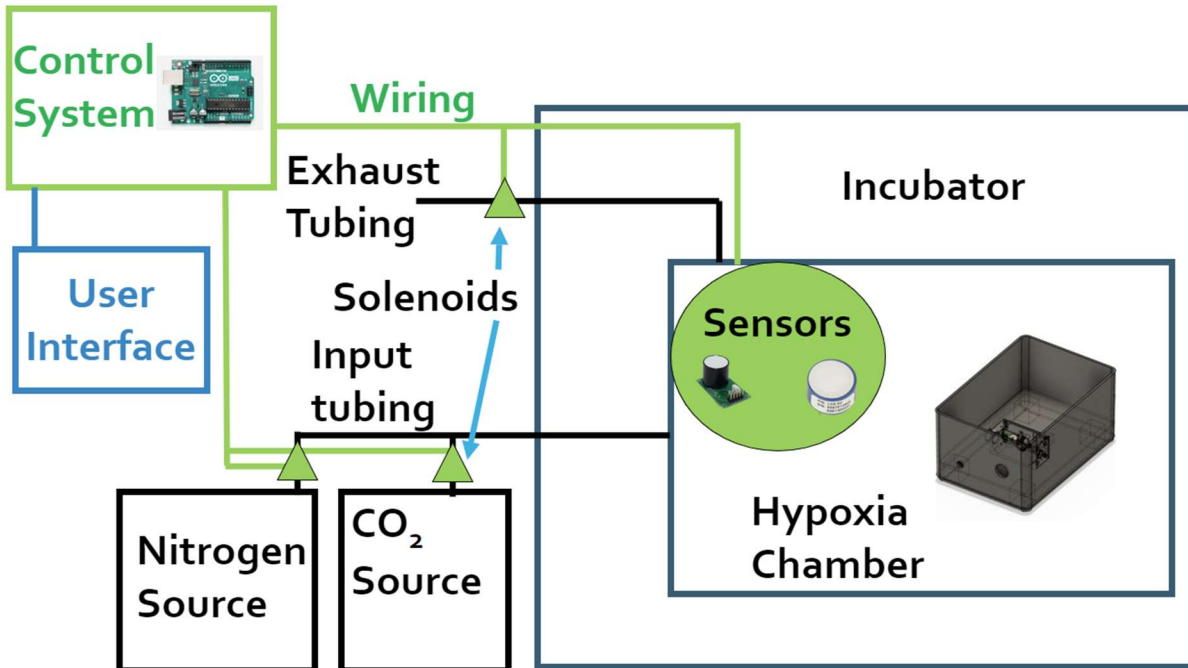 Control
System
Wiring
Exhaust
Tubing
Incubator
User
Interface
Solenoids
Sensors
Input
tubing
Nitrogen
Source
CO₂
Source
Hypoxia
Chamber